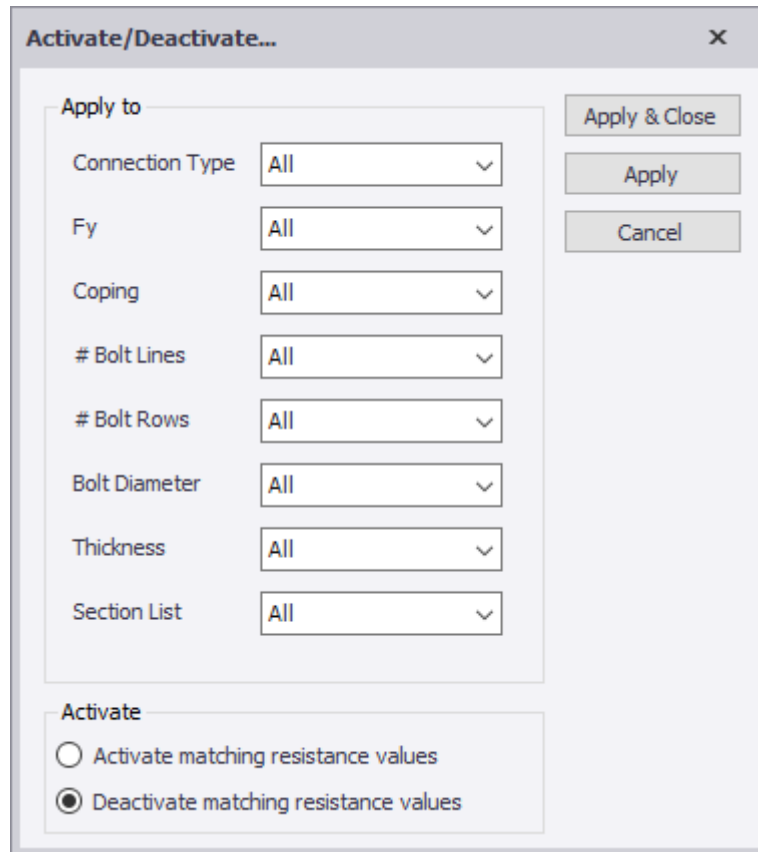 Activate/Deactivate...
Apply to
Connection Type All
Fy All
Coping All
# Bolt Lines All
# Bolt Rows All
Bolt Diameter All
Thickness All
Section List All
Apply & Close
Apply
Cancel
Activate
Activate matching resistance values
Deactivate matching resistance values